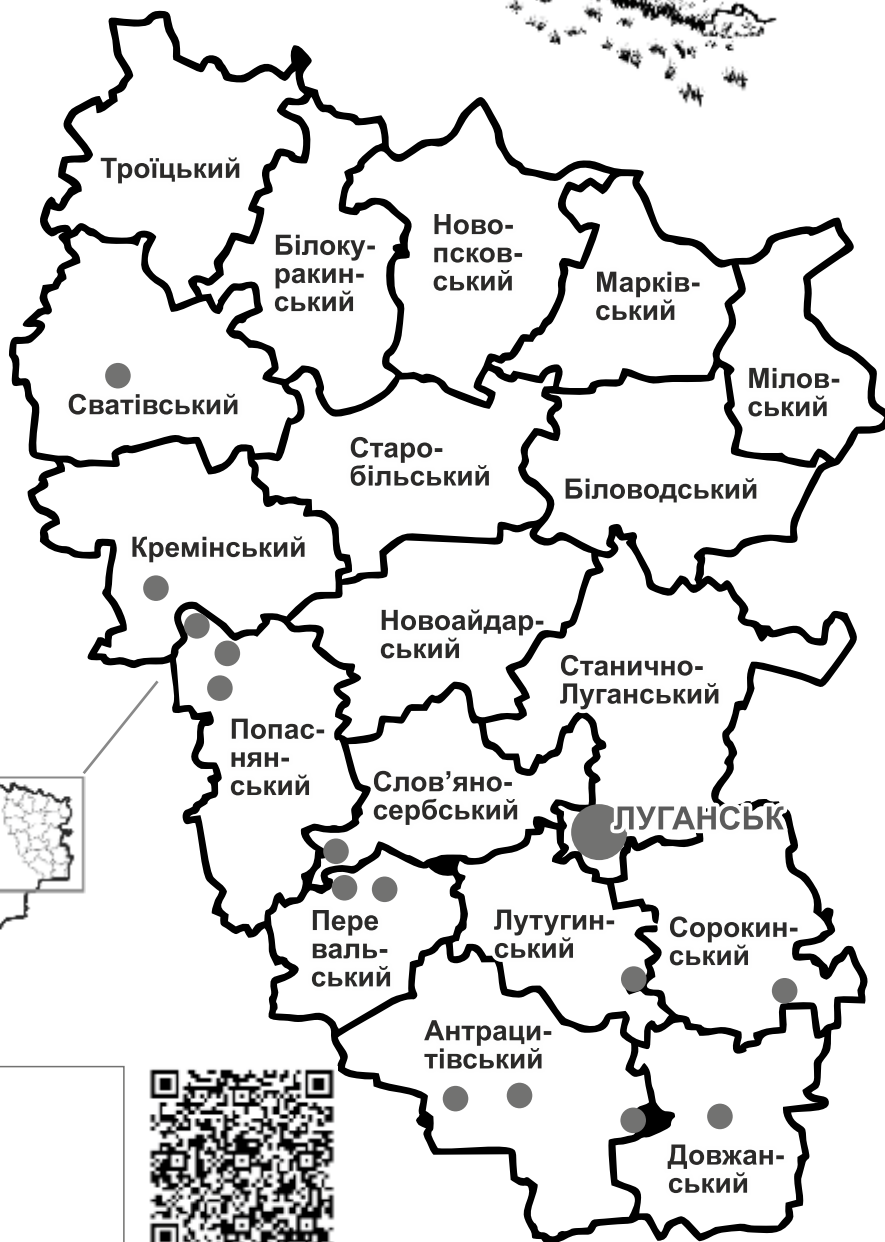 Троїцький
Білоку-
ракин-
ський
Ново-
псков-
ський
Марків-
ський
Мілов-
ський
Сватівський
Старо-
більський
Біловодський
Кремінський
Новоайдар-
ський
Станично-
Луганський
Попас-
нян-
ський
Слов’яно-
сербський
ЛУГАНСЬК
Пере
валь-
ський
Лутугин-
ський
Сорокин-
ський
Антраци-
тівський
Довжан-
ський